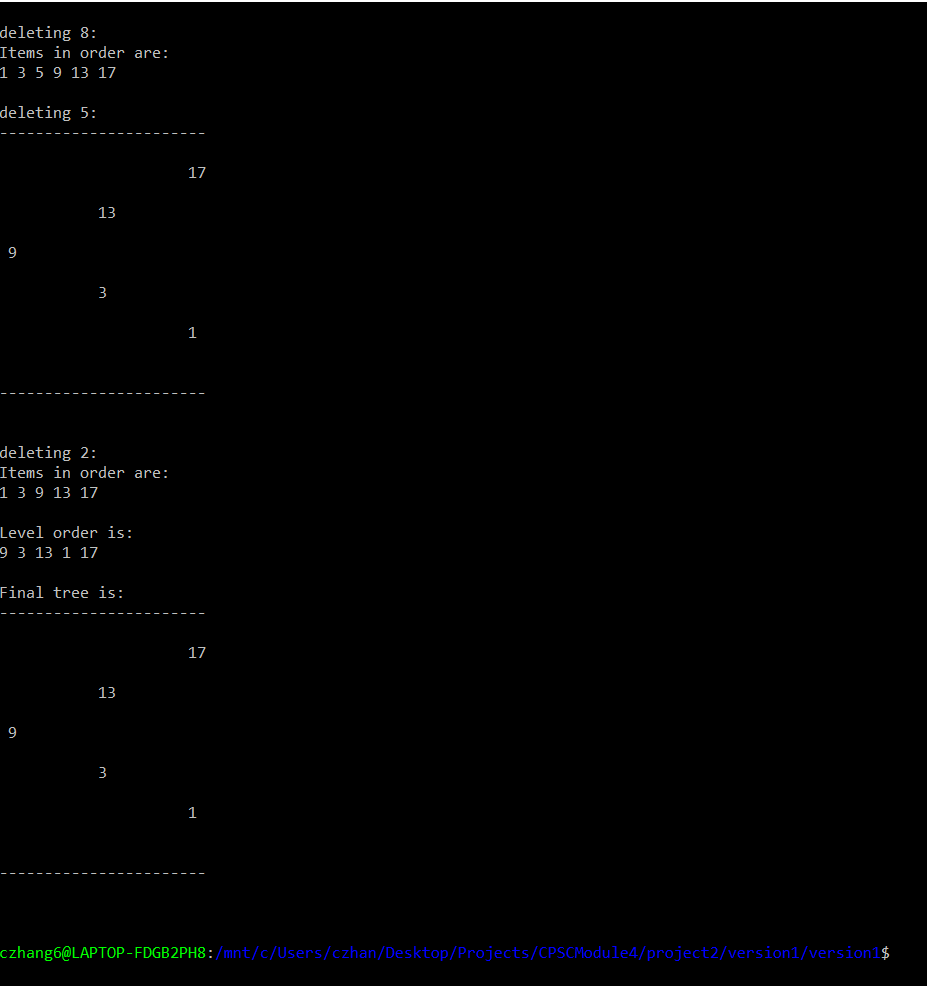 deleting 8:
Items in order are:
1 3 5 9 13 17
deleting 5:
-----------------------
17
13
9
3
1
-----------------------
deleting 2:
Items in order are:
1 3 9 13 17
Level order is:
9 3 13 1 17
Final tree is:
-----------------------
17
13
9
3
1
-----------------------
czhang6@LAPTOP-FDGB2PH8:/mnt/c/Users/czhan/Desktop/Projects/CPSCModule4/project2/version1/version1$